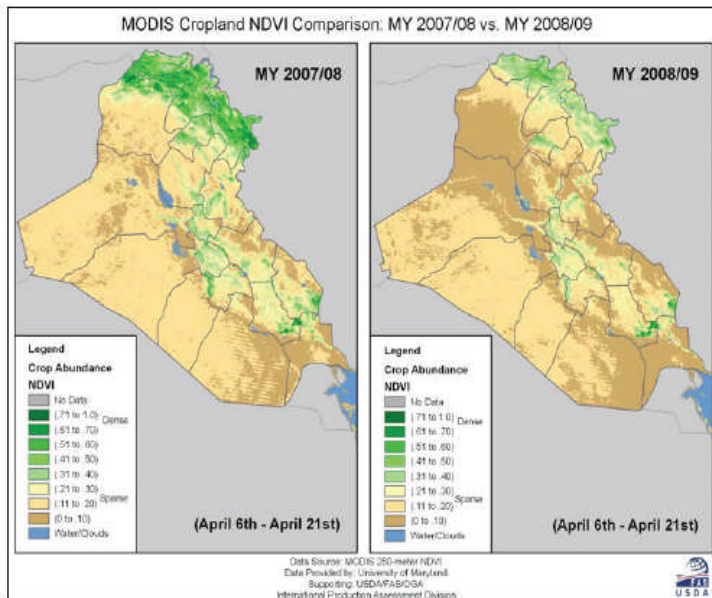 MODIS Cropland NDVI Comparison: MY 2007/08 vs. MY 2008/09
MY 2007/08
Legend
Crop Abundance
NDVI
No Data
(.71 to 1.0) Dense
(.61 to .70)
(.51 to .60)
(.41 to .50)
(.31 to .40)
(.21 to .30)
(.11 to .20) Sparse
(0 to .10)
Water/Clouds
(April 6th - April 21st)
MY 2008/09
Legend
Crop Abundance
NDVI
No Data
(.71 to 1.0) Dense
(.61 to .70)
(.51 to .60)
(.41 to .50)
(.31 to .40)
(.21 to .30)
(.11 to .20) Sparse
(0 to .10)
Water/Clouds
(April 6th - April 21st)
Data Source: MODIS 250-meter NDVI
Data Provided by: University of Maryland
Supporting: USDA/FAS/OGA
International Production Assessment Division
FAS
USDA